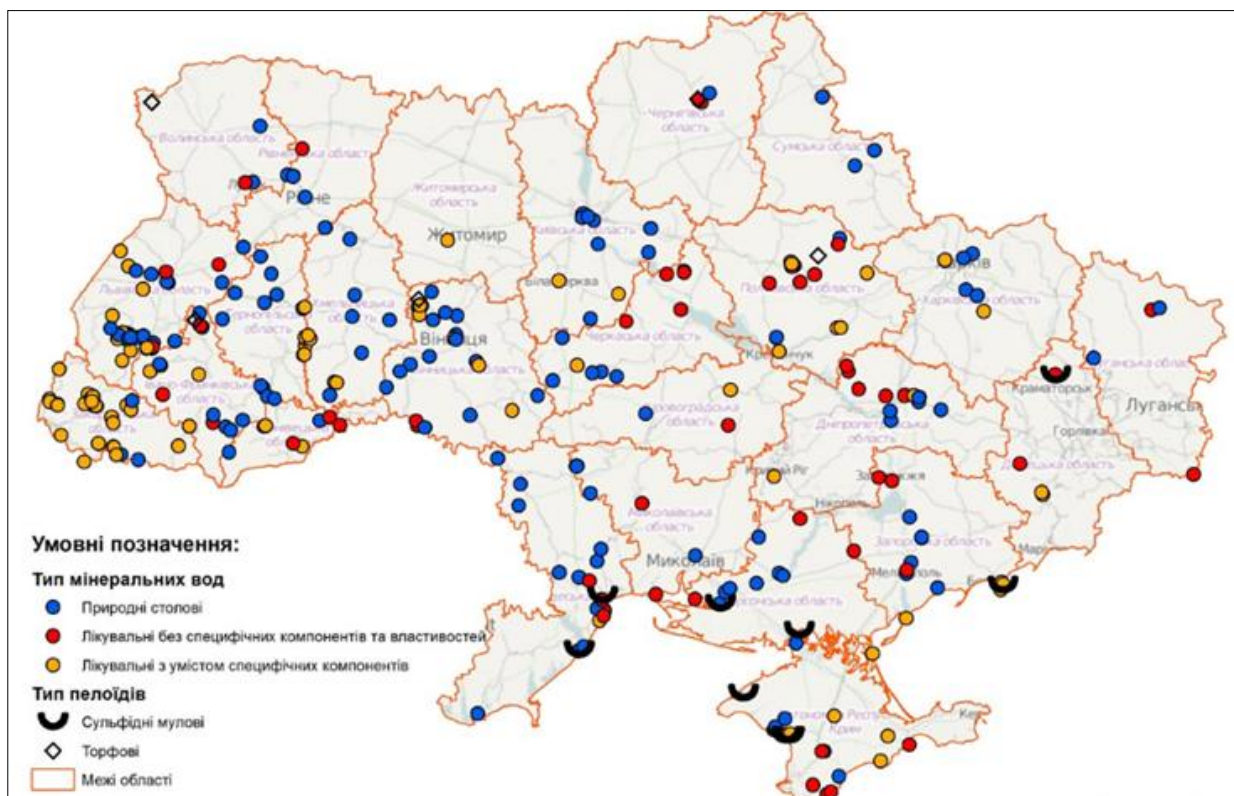 Чернігівська
область
Волинська область
Рівненська область
Сумська область
Рівне
Житомирська
область
Житомир
Київська область
Біла Церква
Харків
Львівська область
Полтавська область
Харківська область
Тернопільська
область
Хмельницька
область
Черкаська
область
Вінниця
Кременчук
Вінницька область
Івано-Франківська
область
Краматорськ
Луганська область
Луганськ
Кіровоградська
область
Дніпропетровська
область
Горлівка
Донецька
область
Кривий Ріг
Запоріжжя
Нікополь
Миколаївська
область
Запорізька
область
Миколаїв
Мелітополь
Херсонська область
Умовні позначення:
Тип мінеральних вод
Природні столові
Лікувальні без специфічних компонентів та властивостей
Лікувальні з умістом специфічних компонентів
Тип пелоїдів
Сульфідні мулові
Торфові
Межі області
Крим